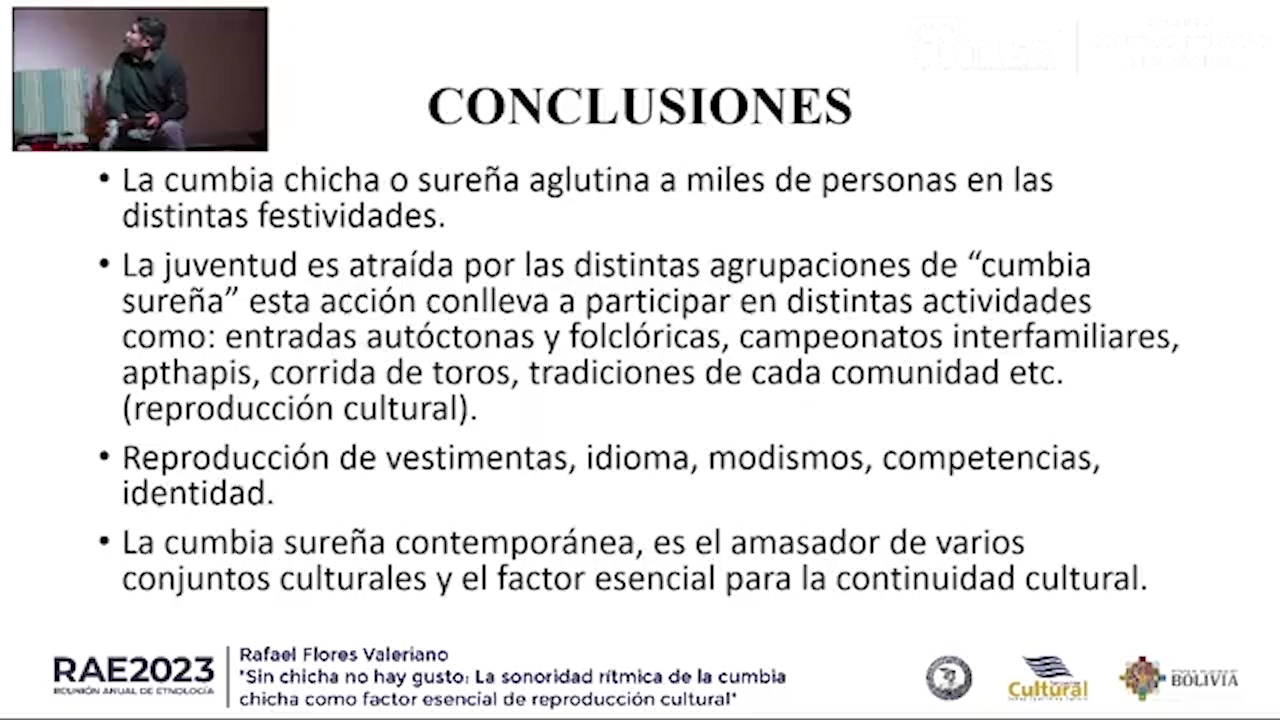 CONCLUSIONES
• La cumbia chicha o sureña aglutina a miles de personas en las
distintas festividades.
• La juventud es atraída por las distintas agrupaciones de “cumbia
sureña” esta acción conlleva a participar en distintas actividades
como: entradas autóctonas y folclóricas, campeonatos interfamiliares,
apthapis, corrida de toros, tradiciones de cada comunidad etc.
(reproducción cultural).
• Reproducción de vestimentas, idioma, modismos, competencias,
identidad.
• La cumbia sureña contemporánea, es el amasador de varios
conjuntos culturales y el factor esencial para la continuidad cultural.
RAE2023
REUNIÓN ANUAL DE ETNOLOGÍA
Rafael Flores Valeriano
"Sin chicha no hay gusto: La sonoridad rítmica de la cumbia
chicha como factor esencial de reproducción cultural"
Cultural
BOLIVIA